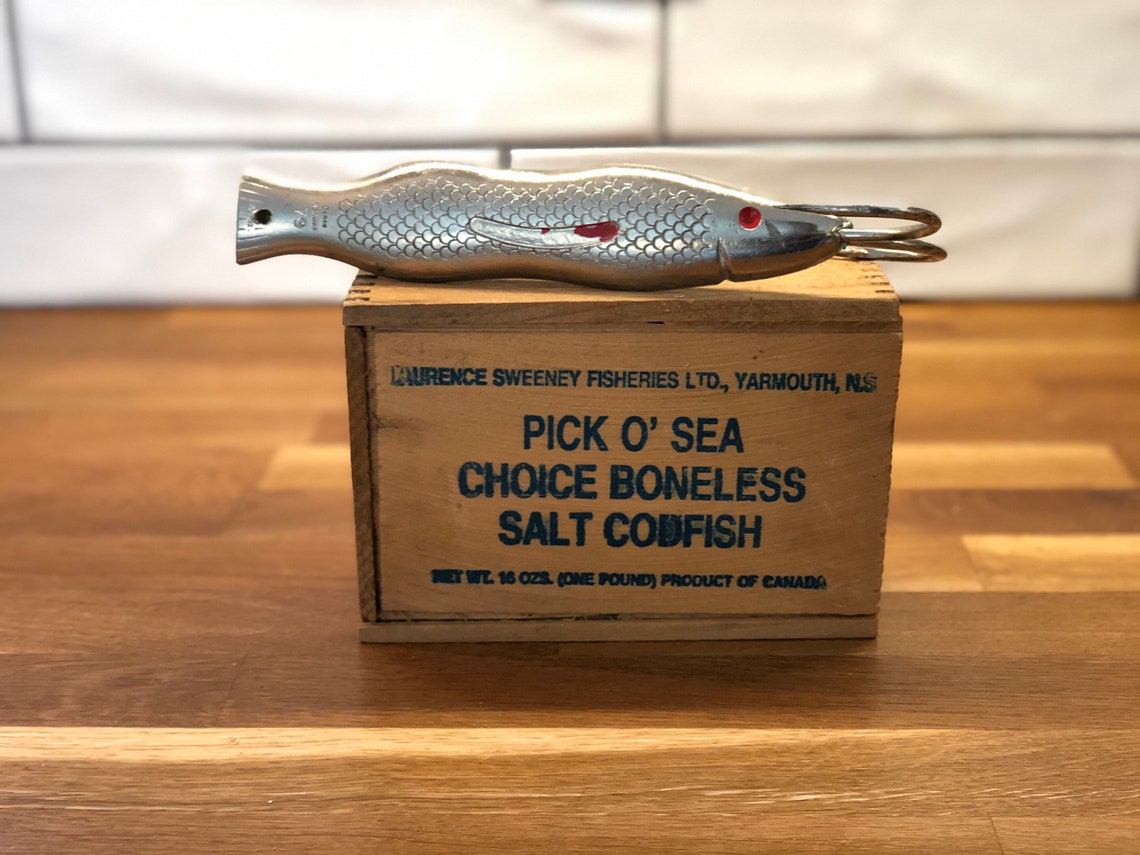 LAURENCE SWEENEY FISHERIES LTD., YARMOUTH, N.S
PICK O' SEA
CHOICE BONELESS
SALT CODFISH
NET WT. 16 OZS. (ONE POUND) PRODUCT OF CANADA